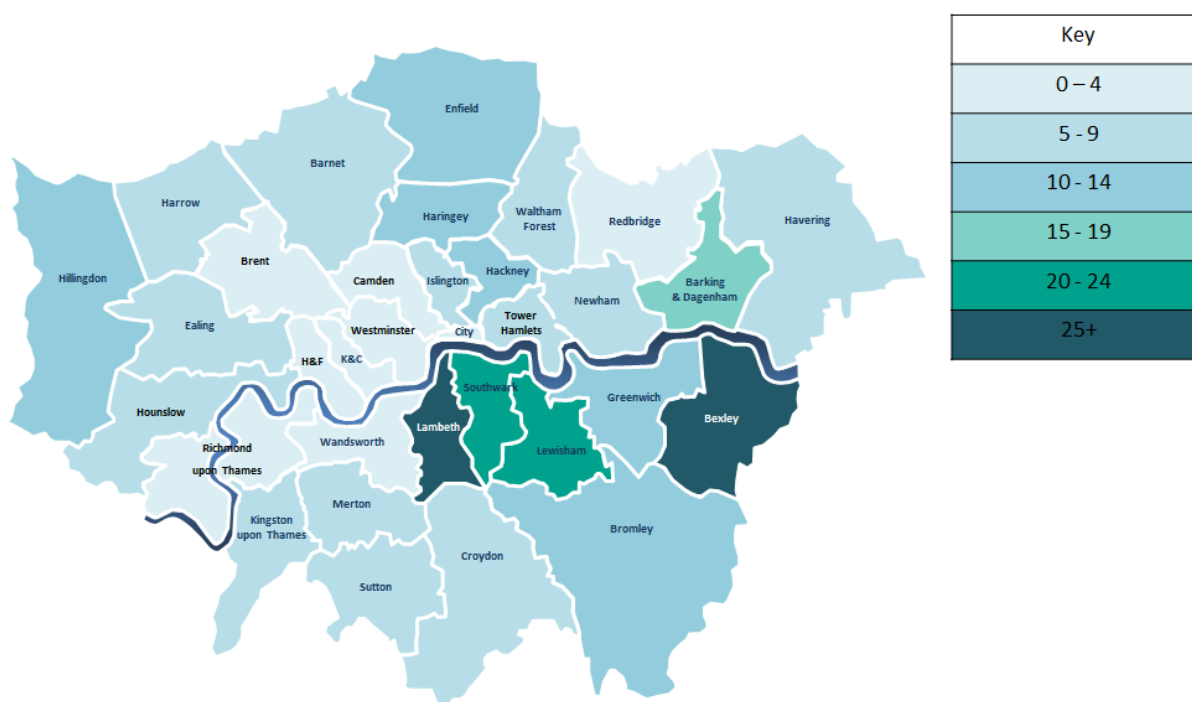 Key
0 – 4
5 - 9
10 - 14
15 - 19
20 - 24
25+
Enfield
Barnet
Harrow
Haringey
Waltham
Forest
Redbridge
Havering
Hillingdon
Brent
Camden
Islington
Hackney
Barking
& Dagenham
Newham
Ealing
Westminster
City
Tower
Hamlets
H&F
K&C
Hounslow
Southwark
Greenwich
Lambeth
Bexley
Richmond
upon Thames
Wandsworth
Lewisham
Merton
Kingston
upon Thames
Bromley
Croydon
Sutton